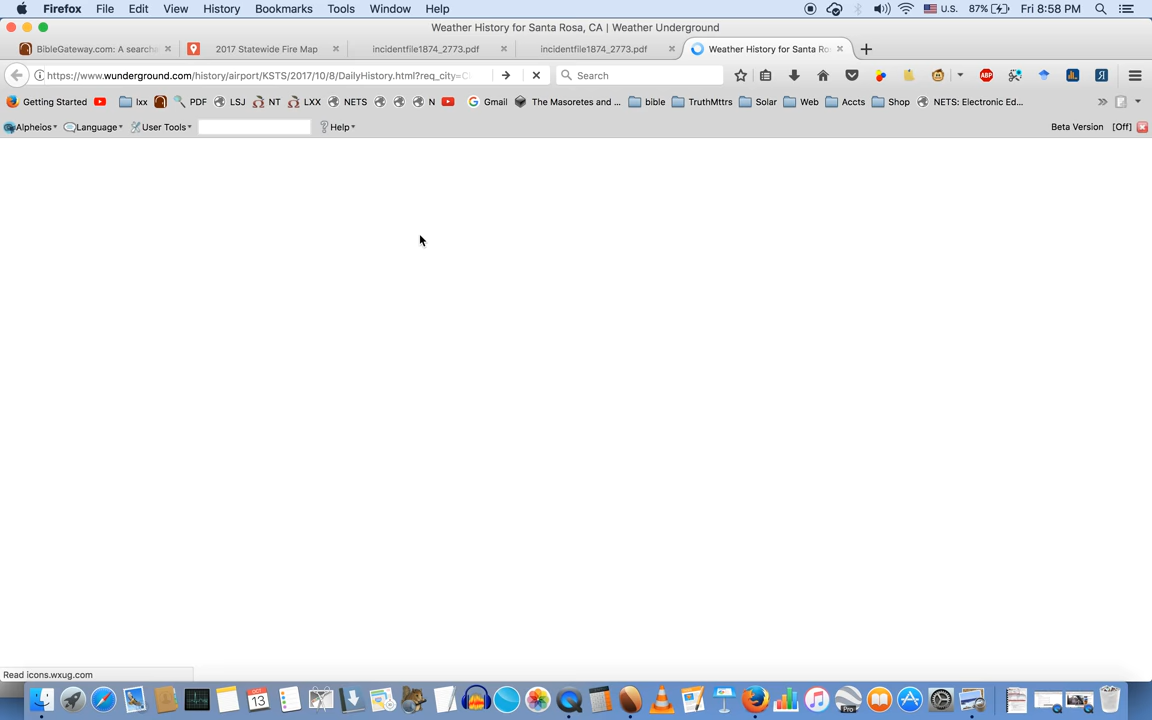 Firefox File Edit View History Bookmarks Tools Window Help U.S. 87% Fri 8:58 PM
Weather History for Santa Rosa, CA | Weather Underground
BibleGateway.com: A search 2017 Statewide Fire Map incidentfile1874_2773.pdf incidentfile1874_2773.pdf Weather History for Santa Ro
https://www.wunderground.com/history/airport/KSTS/2017/10/8/DailyHistory.html?req_city=C Search ABP Я
Getting Started lxx PDF LSJ NT LXX NETS N Gmail The Masoretes and ... bible TruthMttrs Solar Web Accts Shop NETS: Electronic Ed...
Alpheios Language User Tools Help Beta Version [Off]
Read icons.wxug.com
OCT 13 Pro